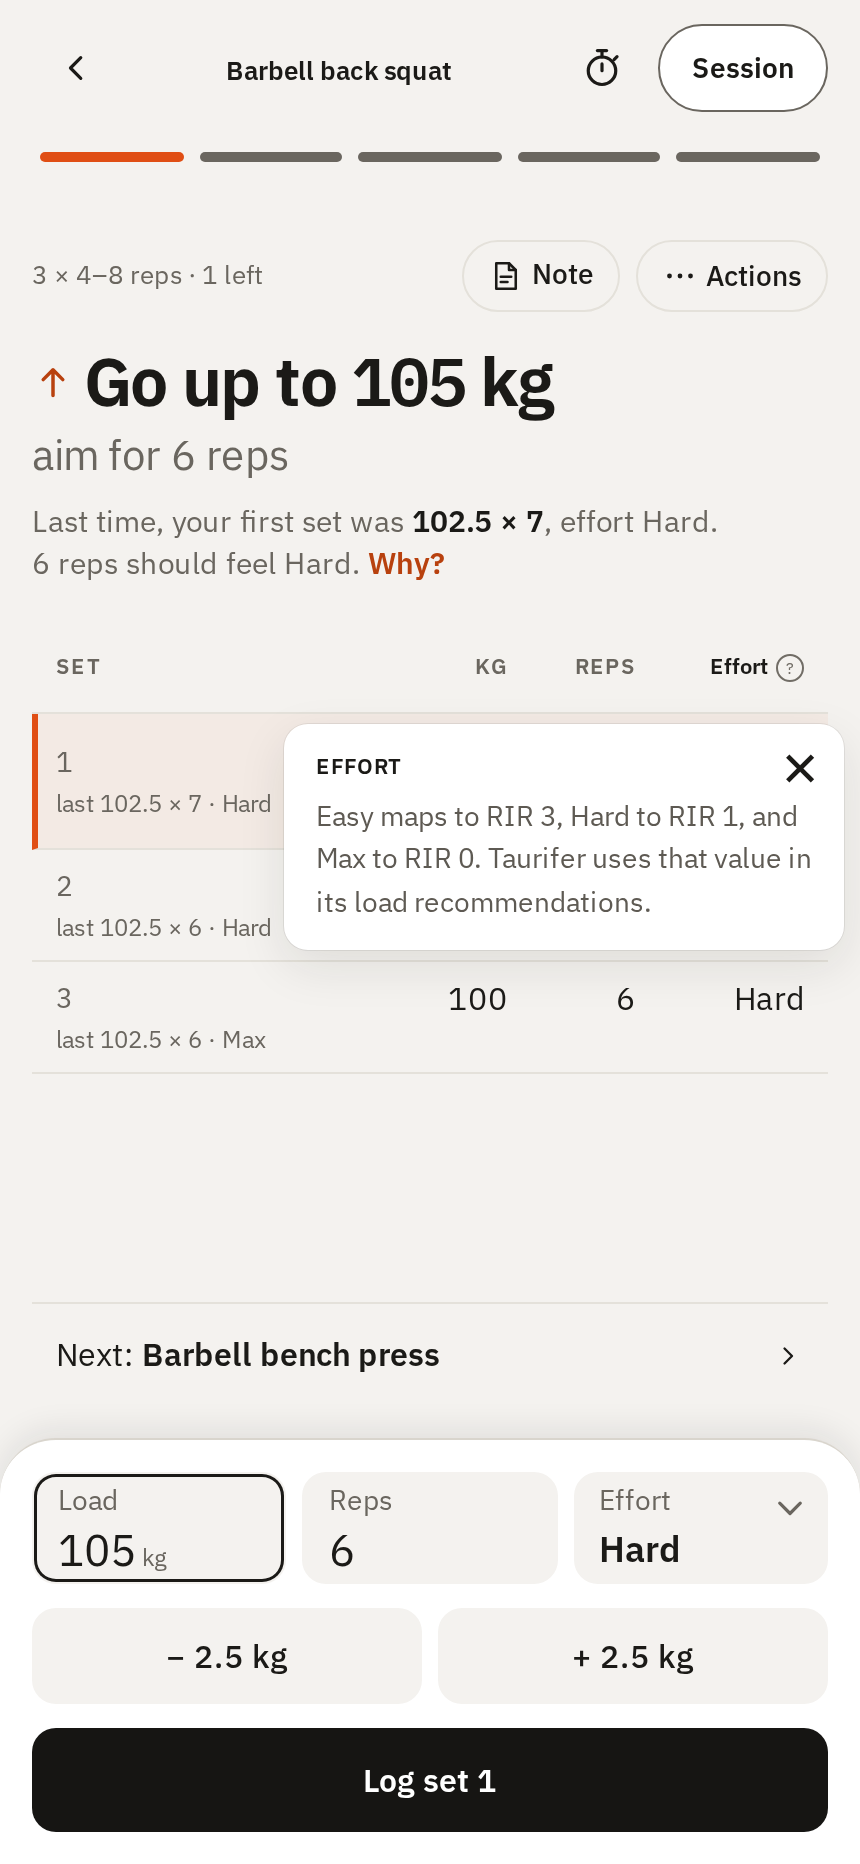 Barbell back squat
Session
3 × 4–8 reps · 1 left
Note
··· Actions
↑ Go up to 105 kg
aim for 6 reps
Last time, your first set was 102.5 × 7, effort Hard.
6 reps should feel Hard. Why?
SET KG REPS Effort ?
1
last 102.5 × 7 · Hard
EFFORT
Easy maps to RIR 3, Hard to RIR 1, and
Max to RIR 0. Taurifer uses that value in
its load recommendations.
2
last 102.5 × 6 · Hard
3 100 6 Hard
last 102.5 × 6 · Max
Next: Barbell bench press
Load
105 kg
Reps
6
Effort
Hard
− 2.5 kg
+ 2.5 kg
Log set 1